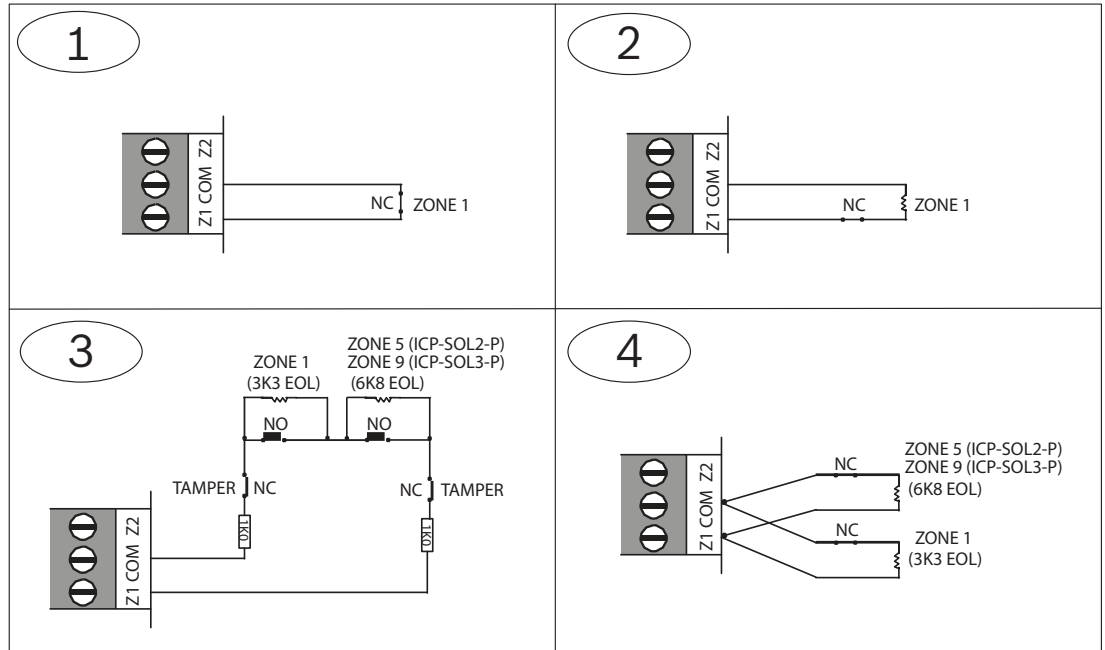 1
Z1 COM Z2
NC
ZONE 1
2
Z1 COM Z2
NC
ZONE 1
3
ZONE 5 (ICP-SOL2-P)
ZONE 1
ZONE 9 (ICP-SOL3-P)
(3K3 EOL)
(6K8 EOL)
NO
NO
TAMPER
NC
NC
TAMPER
1K0
1K0
Z1 COM Z2
4
ZONE 5 (ICP-SOL2-P)
NC
ZONE 9 (ICP-SOL3-P)
(6K8 EOL)
Z1 COM Z2
NC
ZONE 1
(3K3 EOL)